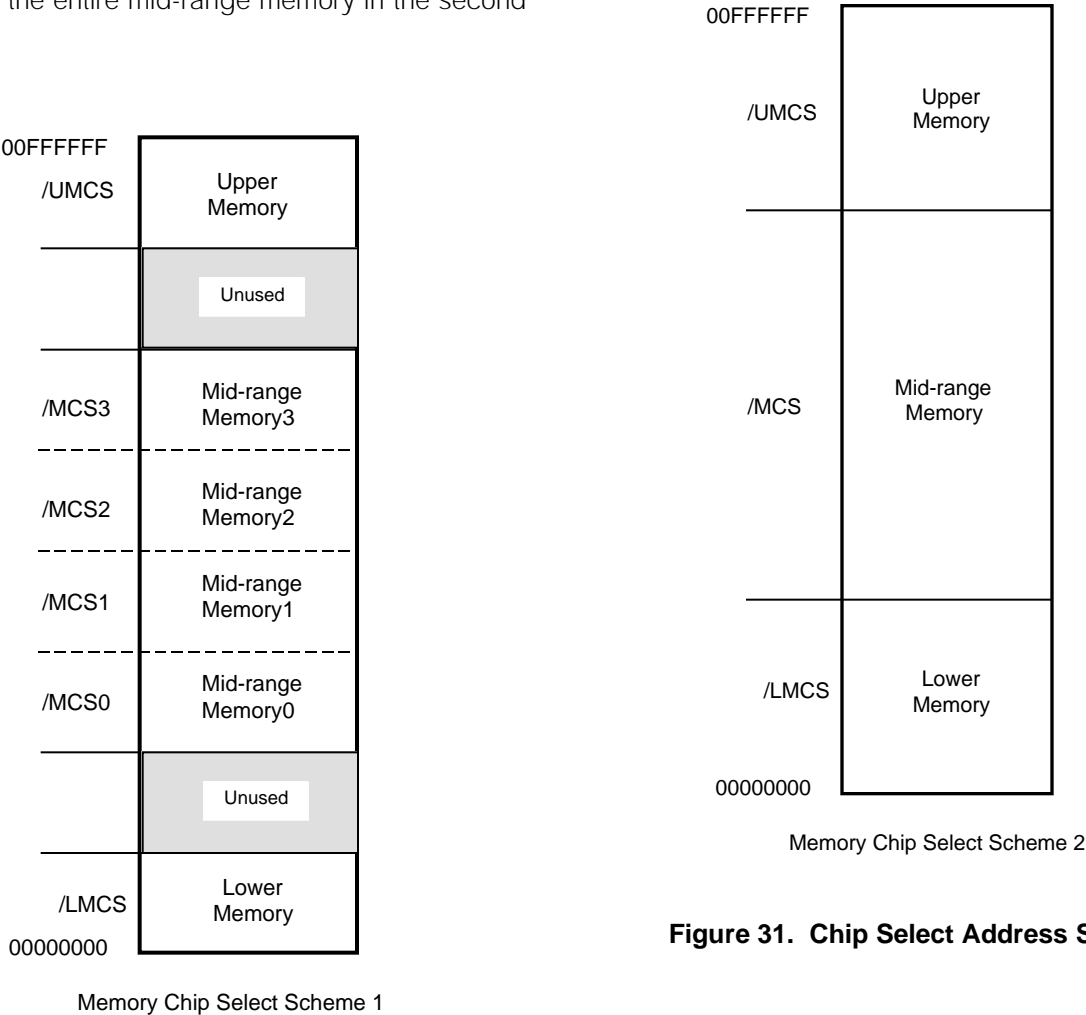 the entire mid-range memory in the second
00FFFFFF
/UMCS
Upper
Memory
Unused
/MCS3
Mid-range
Memory3
/MCS2
Mid-range
Memory2
/MCS1
Mid-range
Memory1
/MCS0
Mid-range
Memory0
Unused
/LMCS
Lower
Memory
00000000
Memory Chip Select Scheme 1
00FFFFFF
/UMCS
Upper
Memory
/MCS
Mid-range
Memory
/LMCS
Lower
Memory
00000000
Memory Chip Select Scheme 2
Figure 31. Chip Select Address